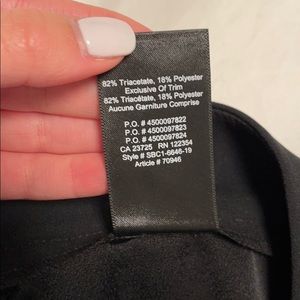 82% Triacetate, 18% Polyester
Exclusive Of Trim
82% Triacétate, 18% Polyester
Aucune Garniture Comprise
P.O. # 4500097822
P.O. # 4500097823
P.O. # 4500097824
CA 23725 RN 122354
Style # SBC1-6646-19
Article # 70946